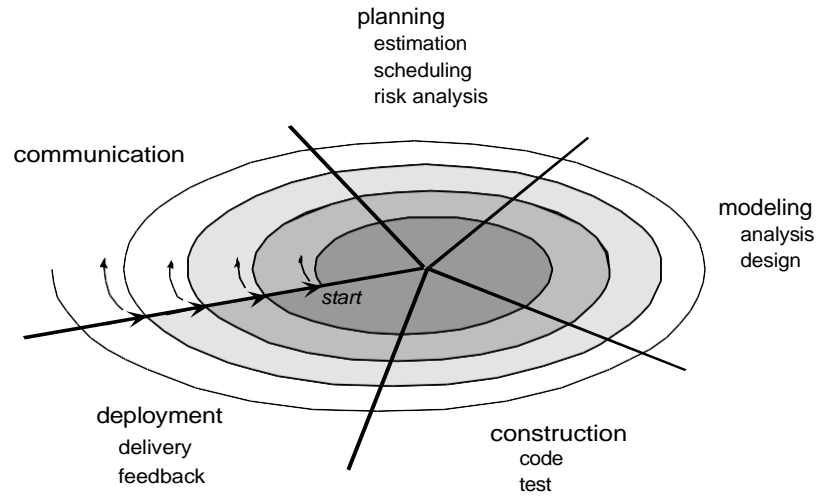 planning
estimation
scheduling
risk analysis
communication
modeling
analysis
design
start
deployment
delivery
feedback
construction
code
test